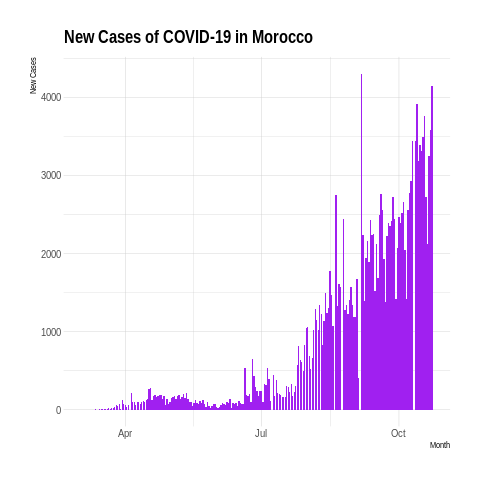 New Cases of COVID-19 in Morocco
New Cases
4000
3000
2000
1000
0
Apr Jul Oct
Month